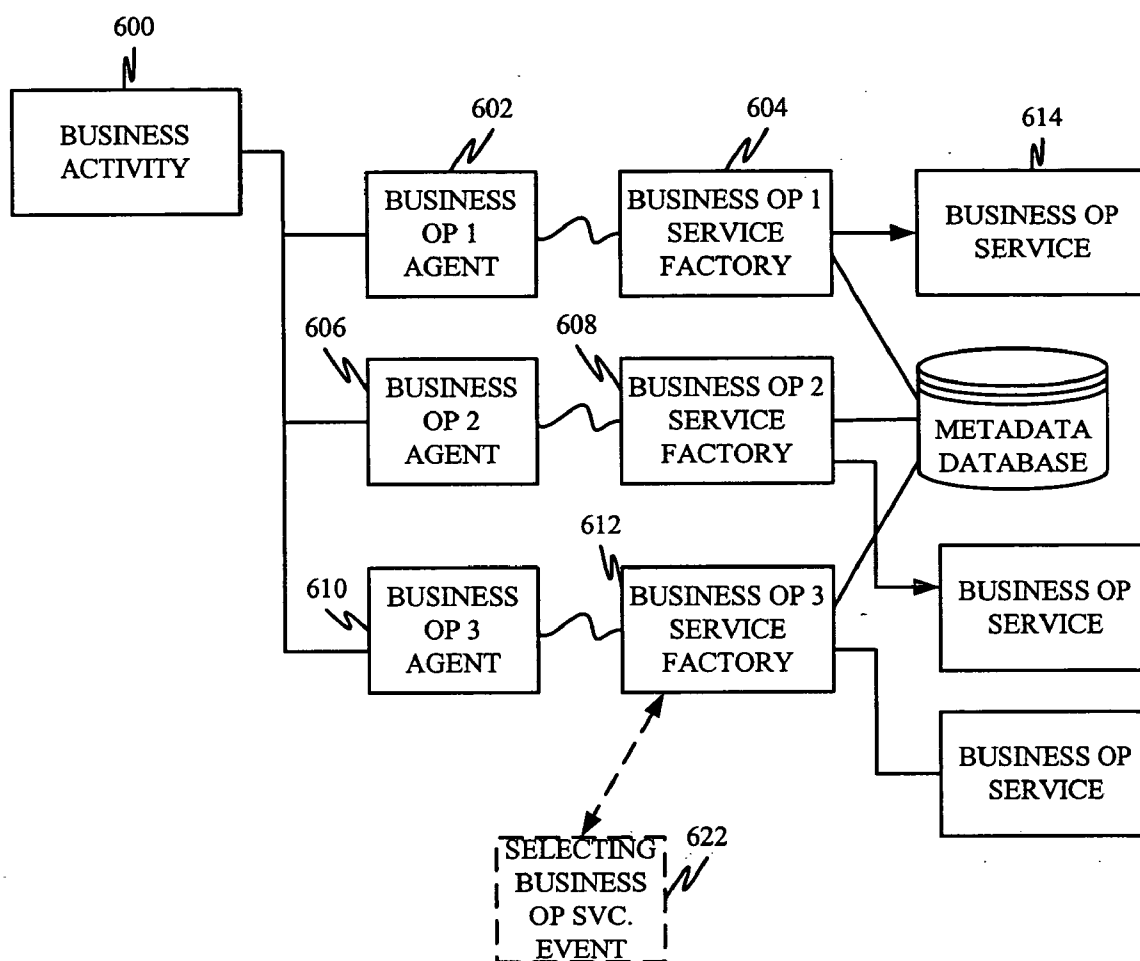 600
BUSINESS
ACTIVITY
602
BUSINESS
OP 1
AGENT
604
BUSINESS OP 1
SERVICE
FACTORY
614
BUSINESS OP
SERVICE
606
BUSINESS
OP 2
AGENT
608
BUSINESS OP 2
SERVICE
FACTORY
METADATA
DATABASE
610
BUSINESS
OP 3
AGENT
612
BUSINESS OP 3
SERVICE
FACTORY
BUSINESS OP
SERVICE
BUSINESS OP
SERVICE
SELECTING
BUSINESS
OP SVC.
EVENT
622